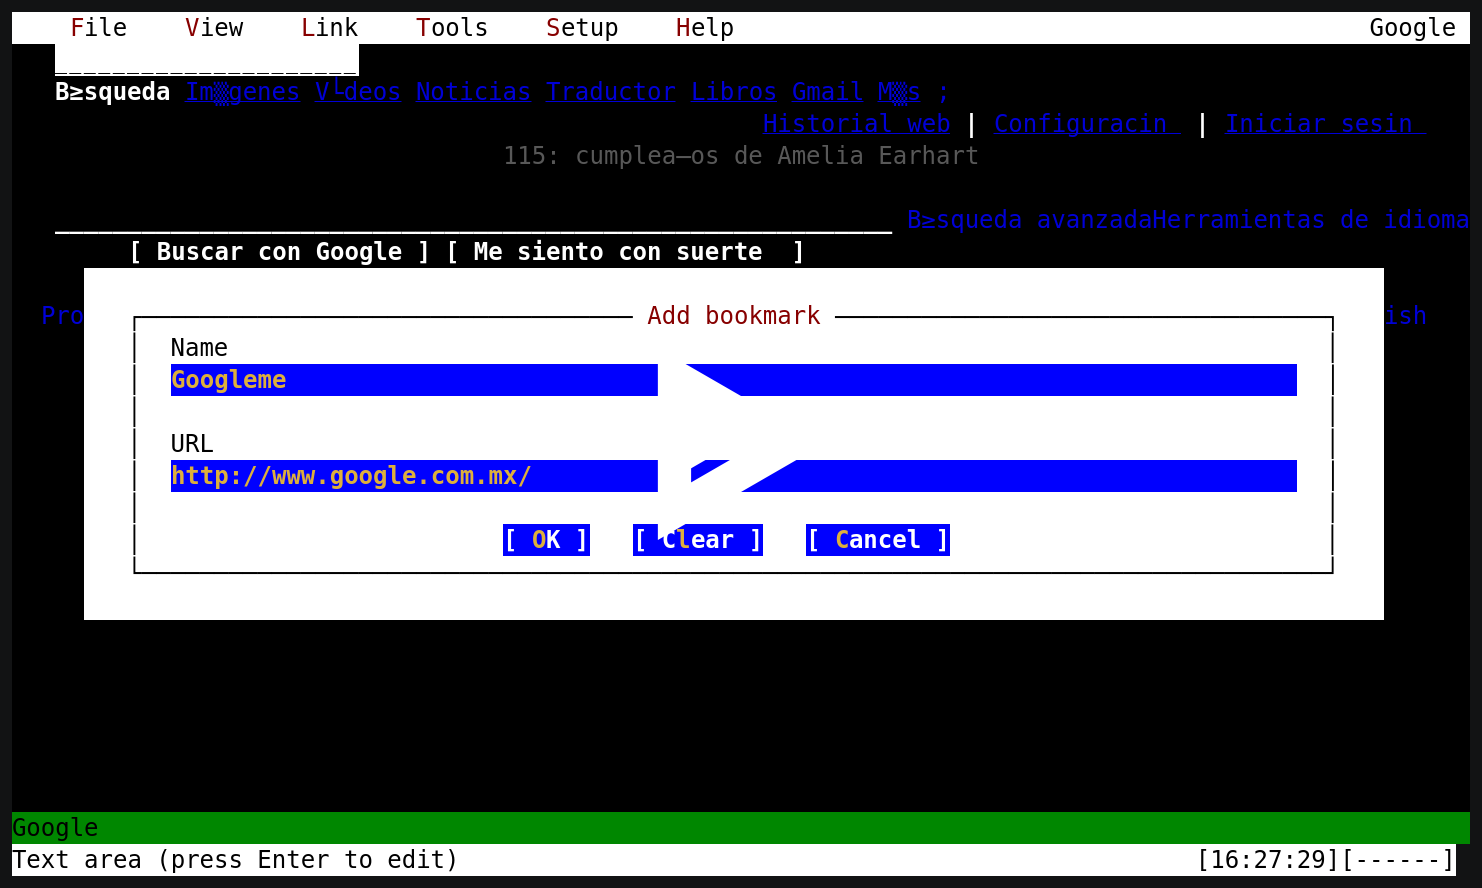 File View Link Tools Setup Help Google
B≥squeda Im▒▒genes V└deos Noticias Traductor Libros Gmail M▒▒s ;
Historial web | Configuracin | Iniciar sesin
115: cumplea─os de Amelia Earhart
B≥squeda avanzadaHerramientas de idioma
[ Buscar con Google ] [ Me siento con suerte ]
Pro
Add bookmark
ish
Name
Googleme
URL
http://www.google.com.mx/
[ OK ] [ Clear ] [ Cancel ]
Google
Text area (press Enter to edit) [16:27:29][------]